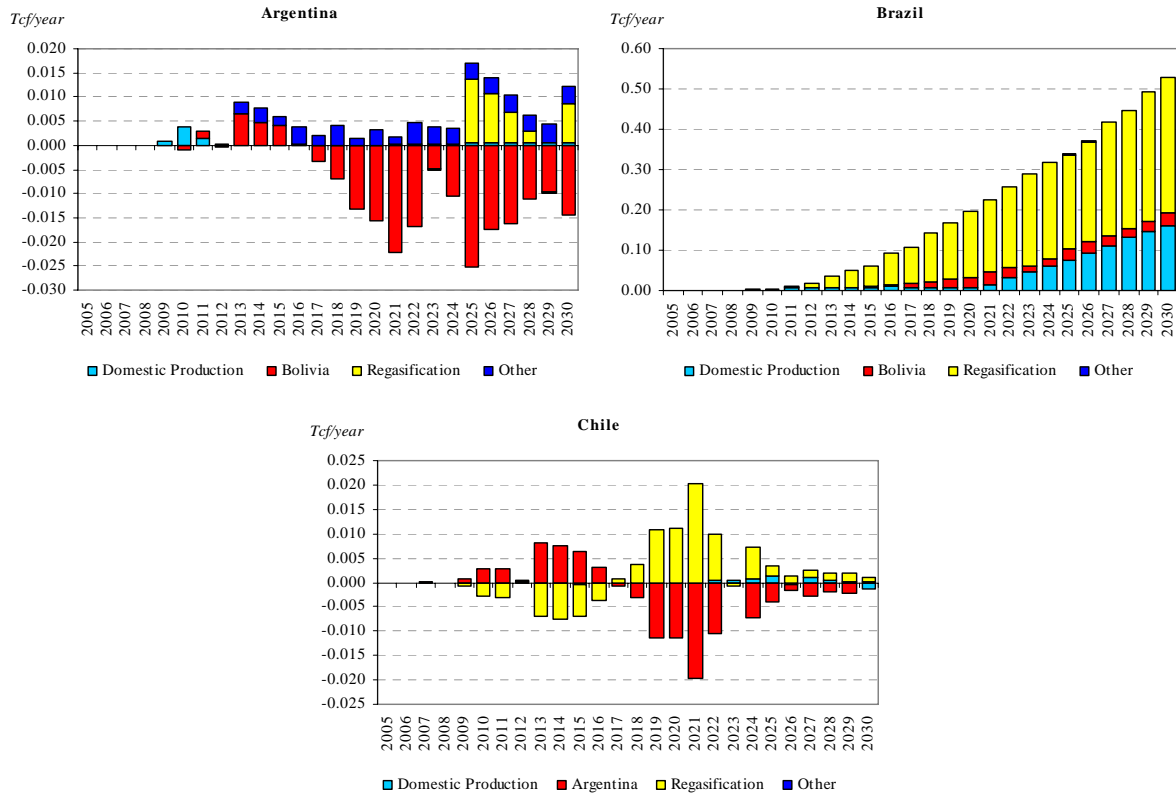 Tcf/year
Argentina
0.020
0.015
0.010
0.005
0.000
-0.005
-0.010
-0.015
-0.020
-0.025
-0.030
2005 2006 2007 2008 2009 2010 2011 2012 2013 2014 2015 2016 2017 2018 2019 2020 2021 2022 2023 2024 2025 2026 2027 2028 2029 2030
Domestic Production Bolivia Regasification Other
Tcf/year
Brazil
0.60
0.50
0.40
0.30
0.20
0.10
0.00
2005 2006 2007 2008 2009 2010 2011 2012 2013 2014 2015 2016 2017 2018 2019 2020 2021 2022 2023 2024 2025 2026 2027 2028 2029 2030
Domestic Production Bolivia Regasification Other
Tcf/year
Chile
0.025
0.020
0.015
0.010
0.005
0.000
-0.005
-0.010
-0.015
-0.020
-0.025
2005 2006 2007 2008 2009 2010 2011 2012 2013 2014 2015 2016 2017 2018 2019 2020 2021 2022 2023 2024 2025 2026 2027 2028 2029 2030
Domestic Production Argentina Regasification Other